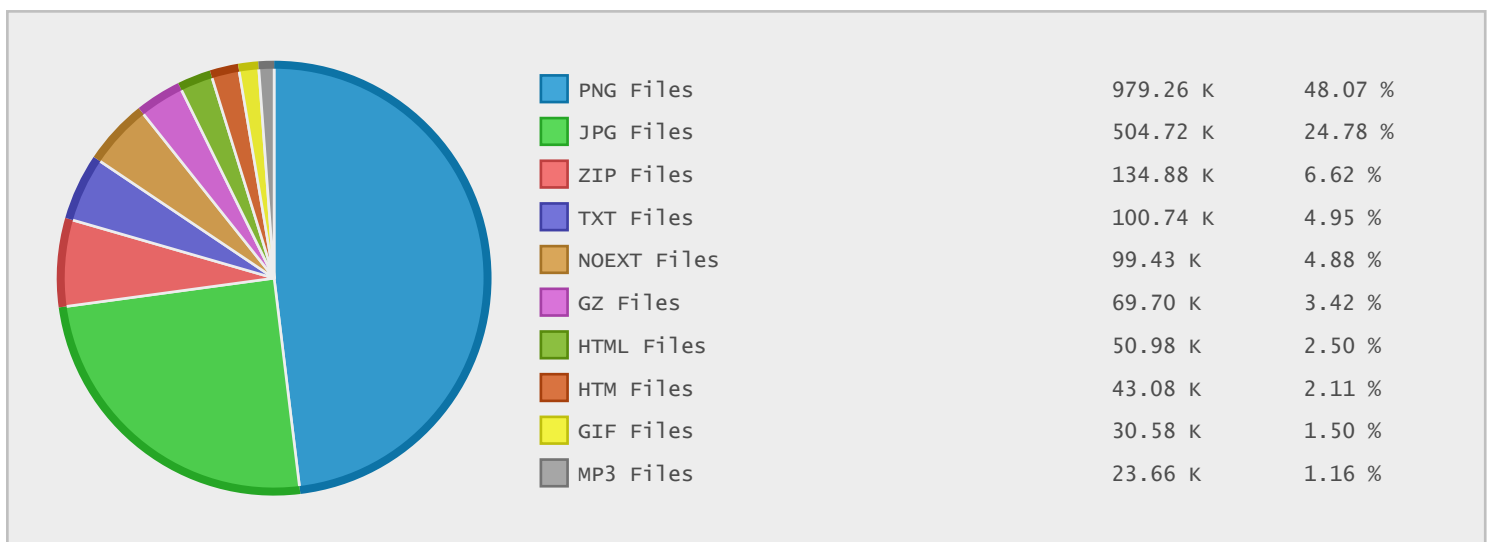 PNG Files 979.26 K 48.07 %
JPG Files 504.72 K 24.78 %
ZIP Files 134.88 K 6.62 %
TXT Files 100.74 K 4.95 %
NOEXT Files 99.43 K 4.88 %
GZ Files 69.70 K 3.42 %
HTML Files 50.98 K 2.50 %
HTM Files 43.08 K 2.11 %
GIF Files 30.58 K 1.50 %
MP3 Files 23.66 K 1.16 %